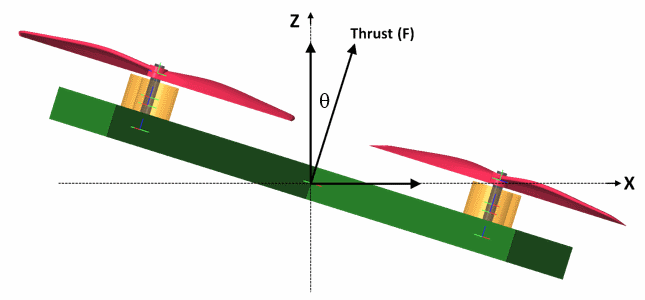 Z
Thrust (F)
θ
X